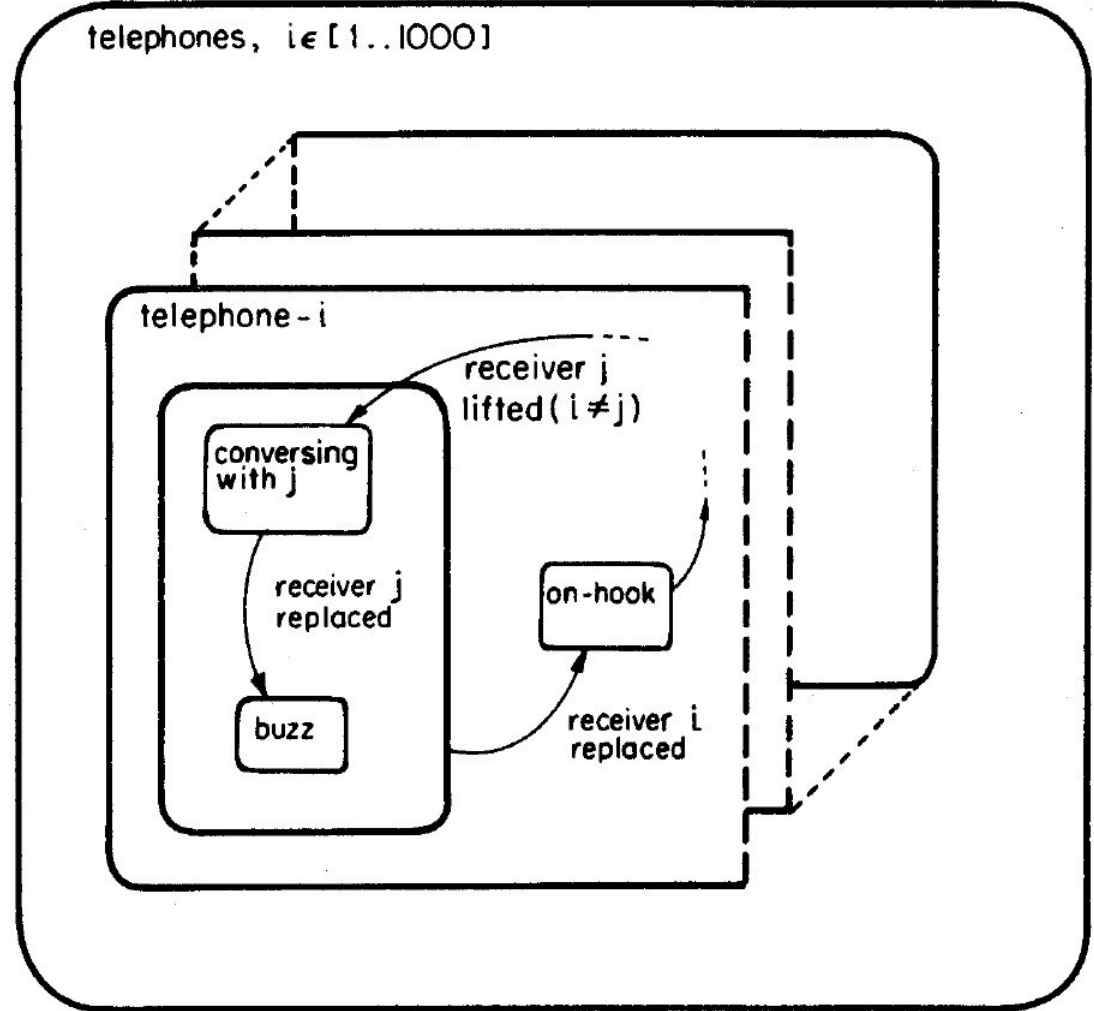 telephones, i ϵ [1..1000]
telephone-i
receiver j
lifted (i ≠ j)
conversing
with j
receiver j
replaced
on-hook
buzz
receiver i
replaced